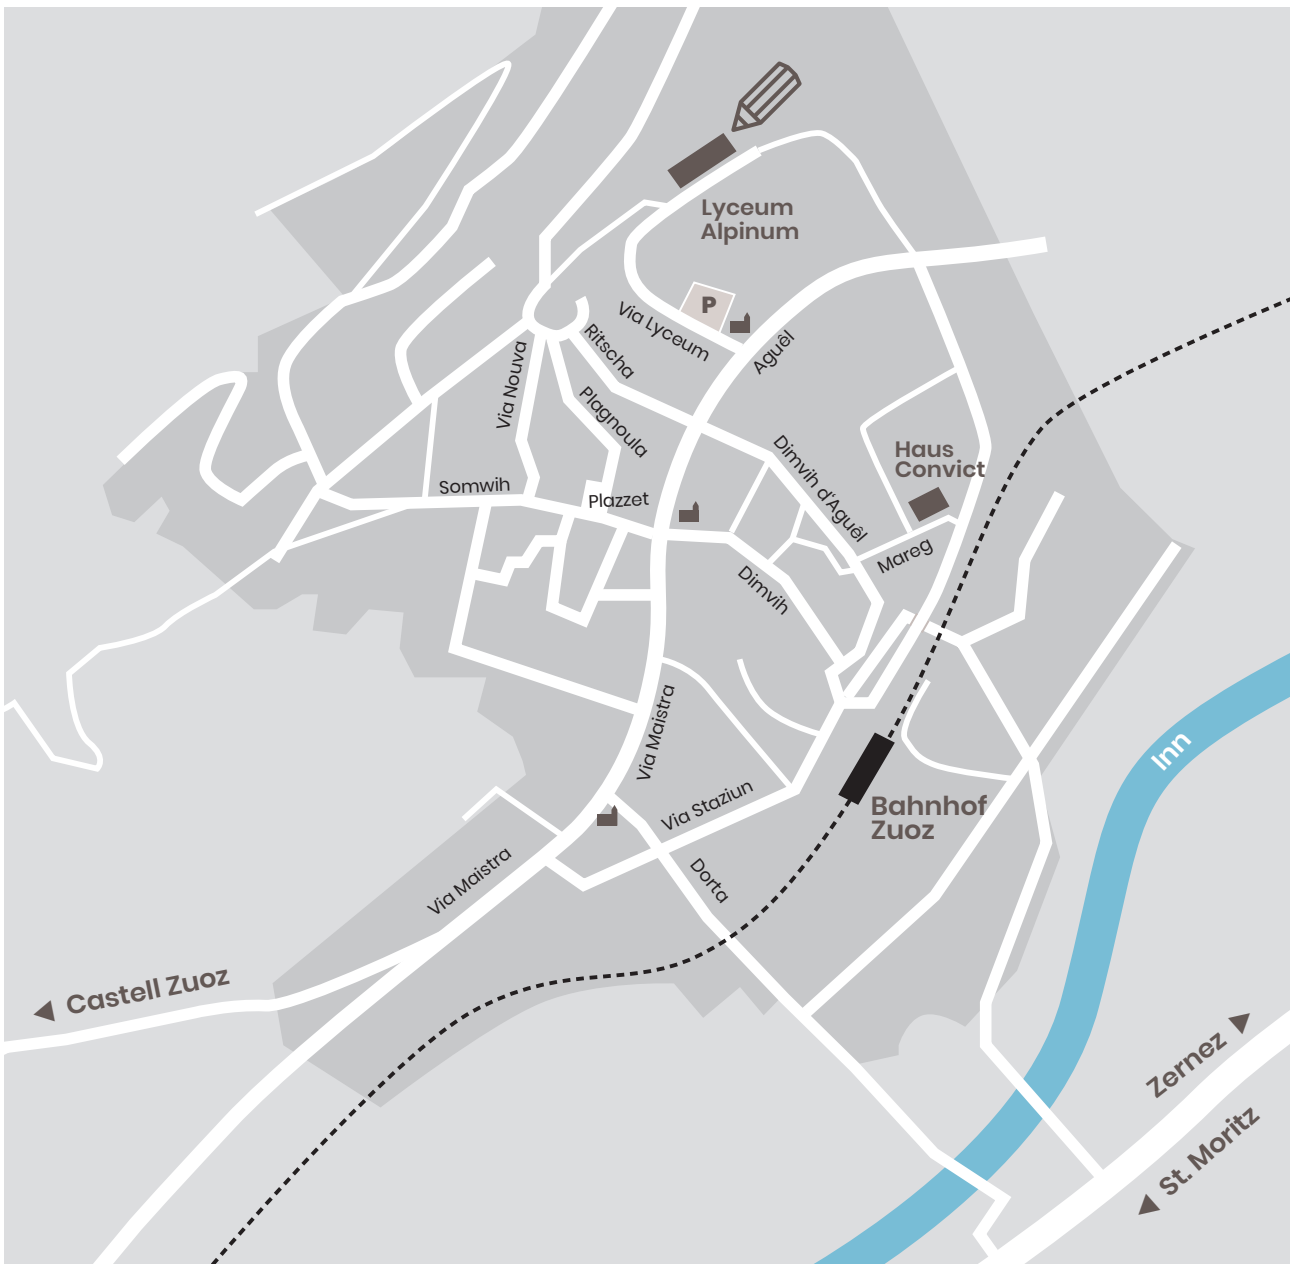 Lyceum
Alpinum
P
Via Lyceum
Aguêl
Ritscha
Via Nouva
Plagnoula
Haus
Convict
Dimvih d'Aguêl
Somwih
Plazzet
Mareg
Dimvih
Via Maistra
Inn
Via Staziun
Bahnhof
Zuoz
Via Maistra
Dorta
Castell Zuoz
Zernez
St. Moritz